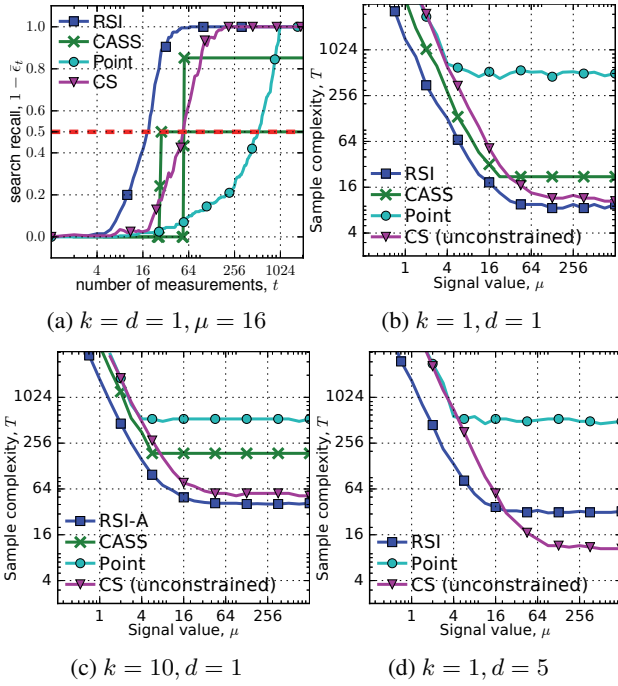 RSI
CASS
Point
CS
search recall, 1 − ε̄_t
1.0
0.8
0.6
0.5
0.4
0.2
0.0
4 16 64 256 1024
number of measurements, t
(a) k = d = 1, μ = 16
Sample complexity, T
1024
256
64
16
4
RSI
CASS
Point
CS (unconstrained)
1 4 16 64 256
Signal value, μ
(b) k = 1, d = 1
Sample complexity, T
1024
256
64
16
4
RSI-A
CASS
Point
CS (unconstrained)
1 4 16 64 256
Signal value, μ
(c) k = 10, d = 1
Sample complexity, T
1024
256
64
16
4
RSI
Point
CS (unconstrained)
1 4 16 64 256
Signal value, μ
(d) k = 1, d = 5